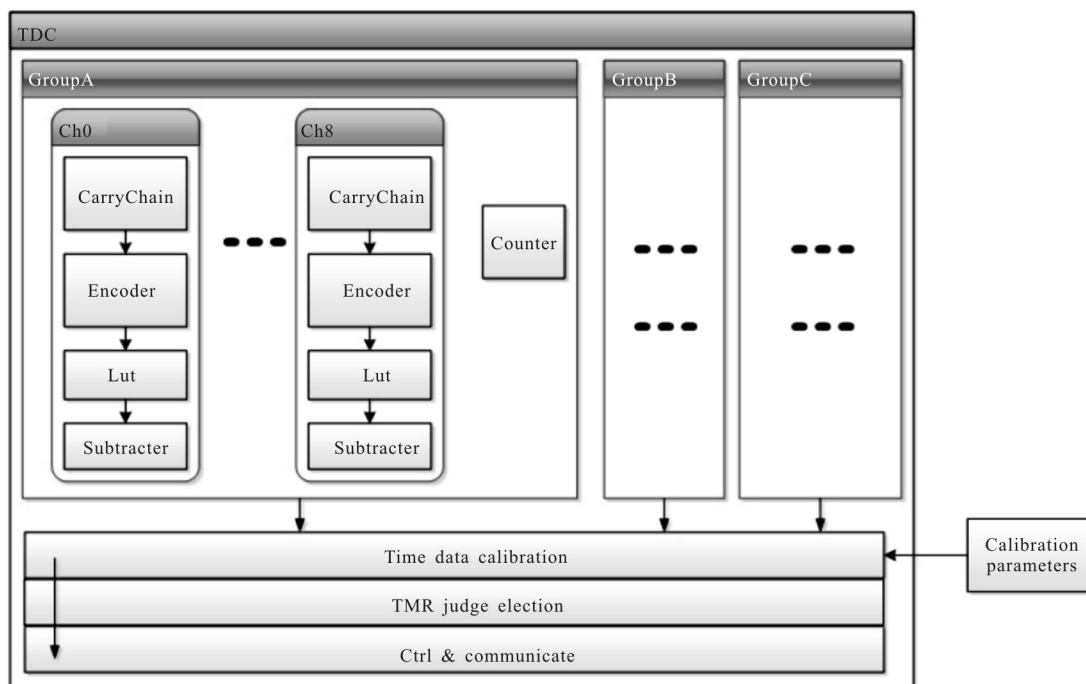 TDC
GroupA
GroupB
GroupC
Ch0
Ch8
CarryChain
CarryChain
Counter
Encoder
Encoder
Lut
Lut
Subtracter
Subtracter
Time data calibration
Calibration
parameters
TMR judge election
Ctrl & communicate